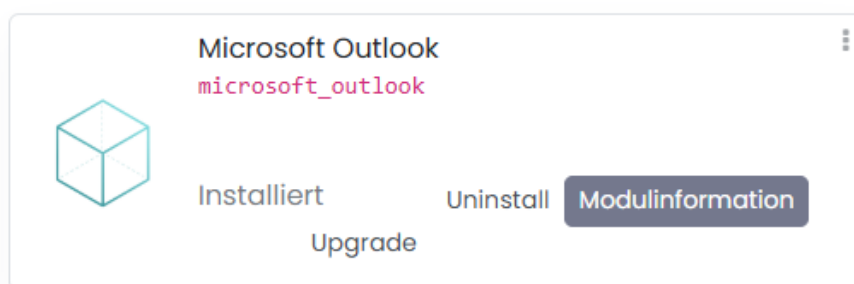 Microsoft Outlook
microsoft_outlook
Installiert
Uninstall
Modulinformation
Upgrade